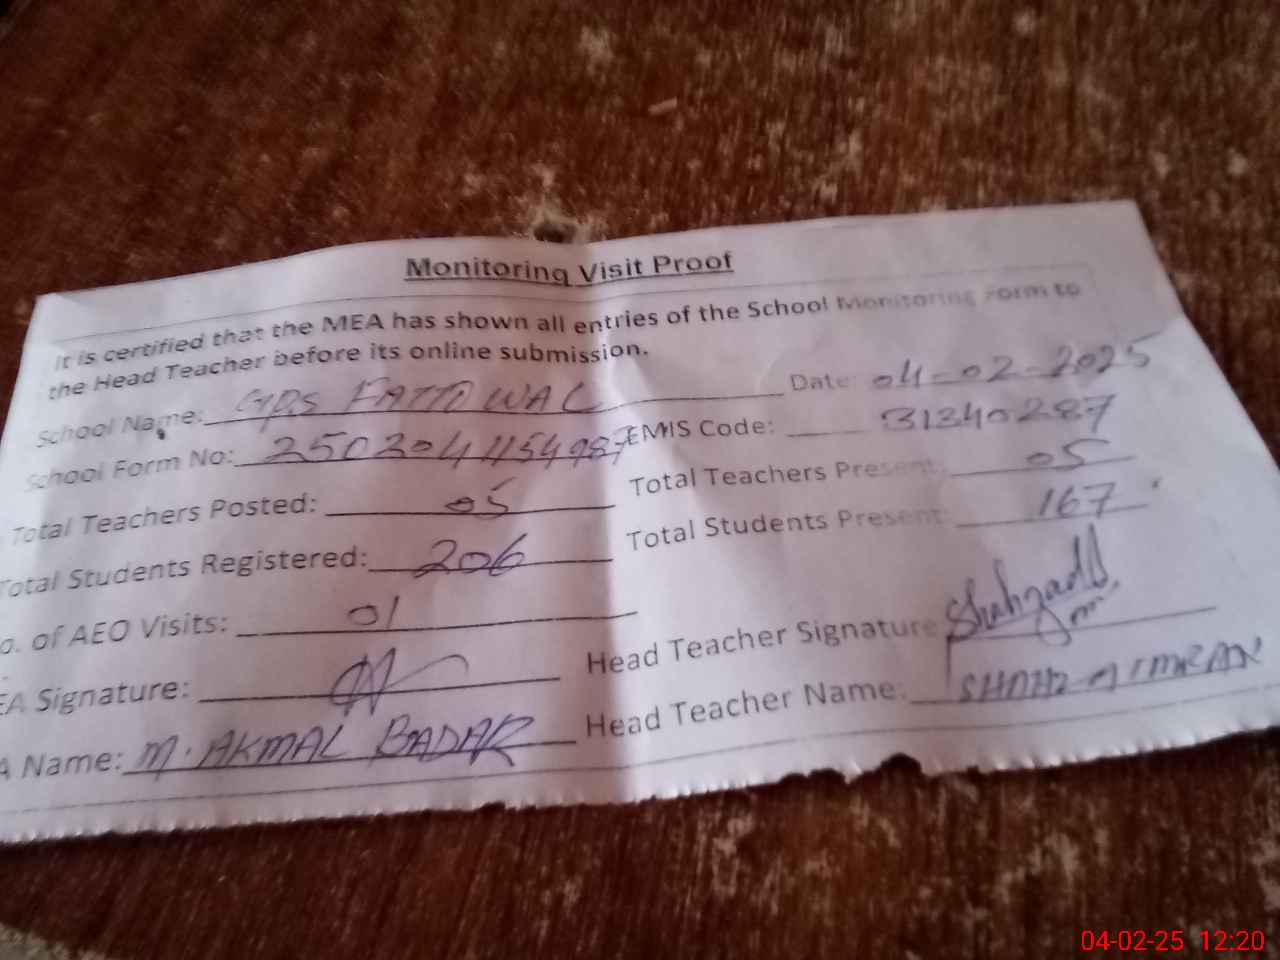 Monitoring Visit Proof
It is certified that the MEA has shown all entries of the School Monitoring Form to
the Head Teacher before its online submission.
School Name: GPS FATTOWAL Date: 04-02-2025
School Form No: 2502041154987 EMIS Code: 31340287
Total Teachers Posted: 05 Total Teachers Present: 05
Total Students Registered: 206 Total Students Present: 167
o. of AEO Visits: 01
EA Signature: Head Teacher Signature Shahzad
A Name: M. AKMAL BADAR Head Teacher Name: IMRAN
04-02-25 12:20